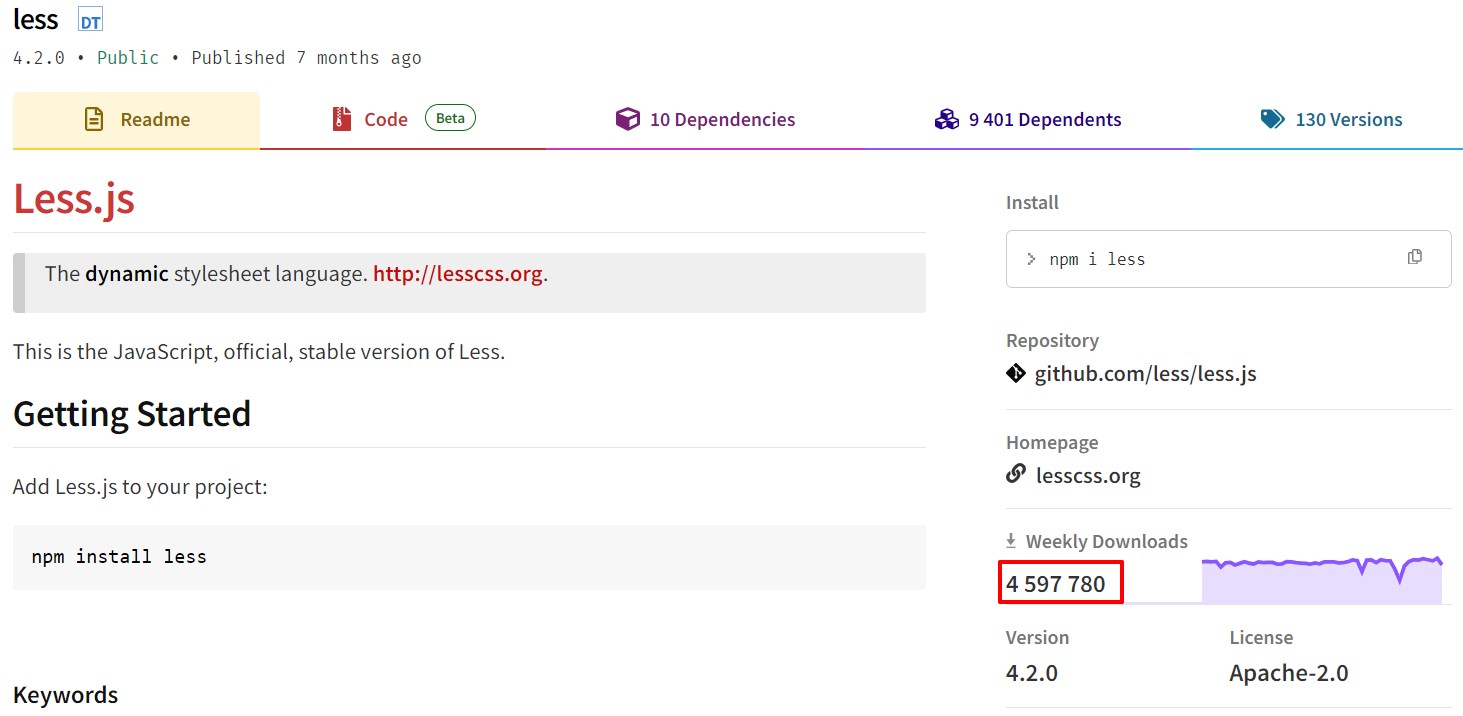 less DT
4.2.0 • Public • Published 7 months ago
Readme
Code Beta
10 Dependencies
9 401 Dependents
130 Versions
Less.js
The dynamic stylesheet language. http://lesscss.org.
This is the JavaScript, official, stable version of Less.
Getting Started
Add Less.js to your project:
npm install less
Keywords
Install
> npm i less
Repository
github.com/less/less.js
Homepage
lesscss.org
Weekly Downloads
4 597 780
Version
4.2.0
License
Apache-2.0